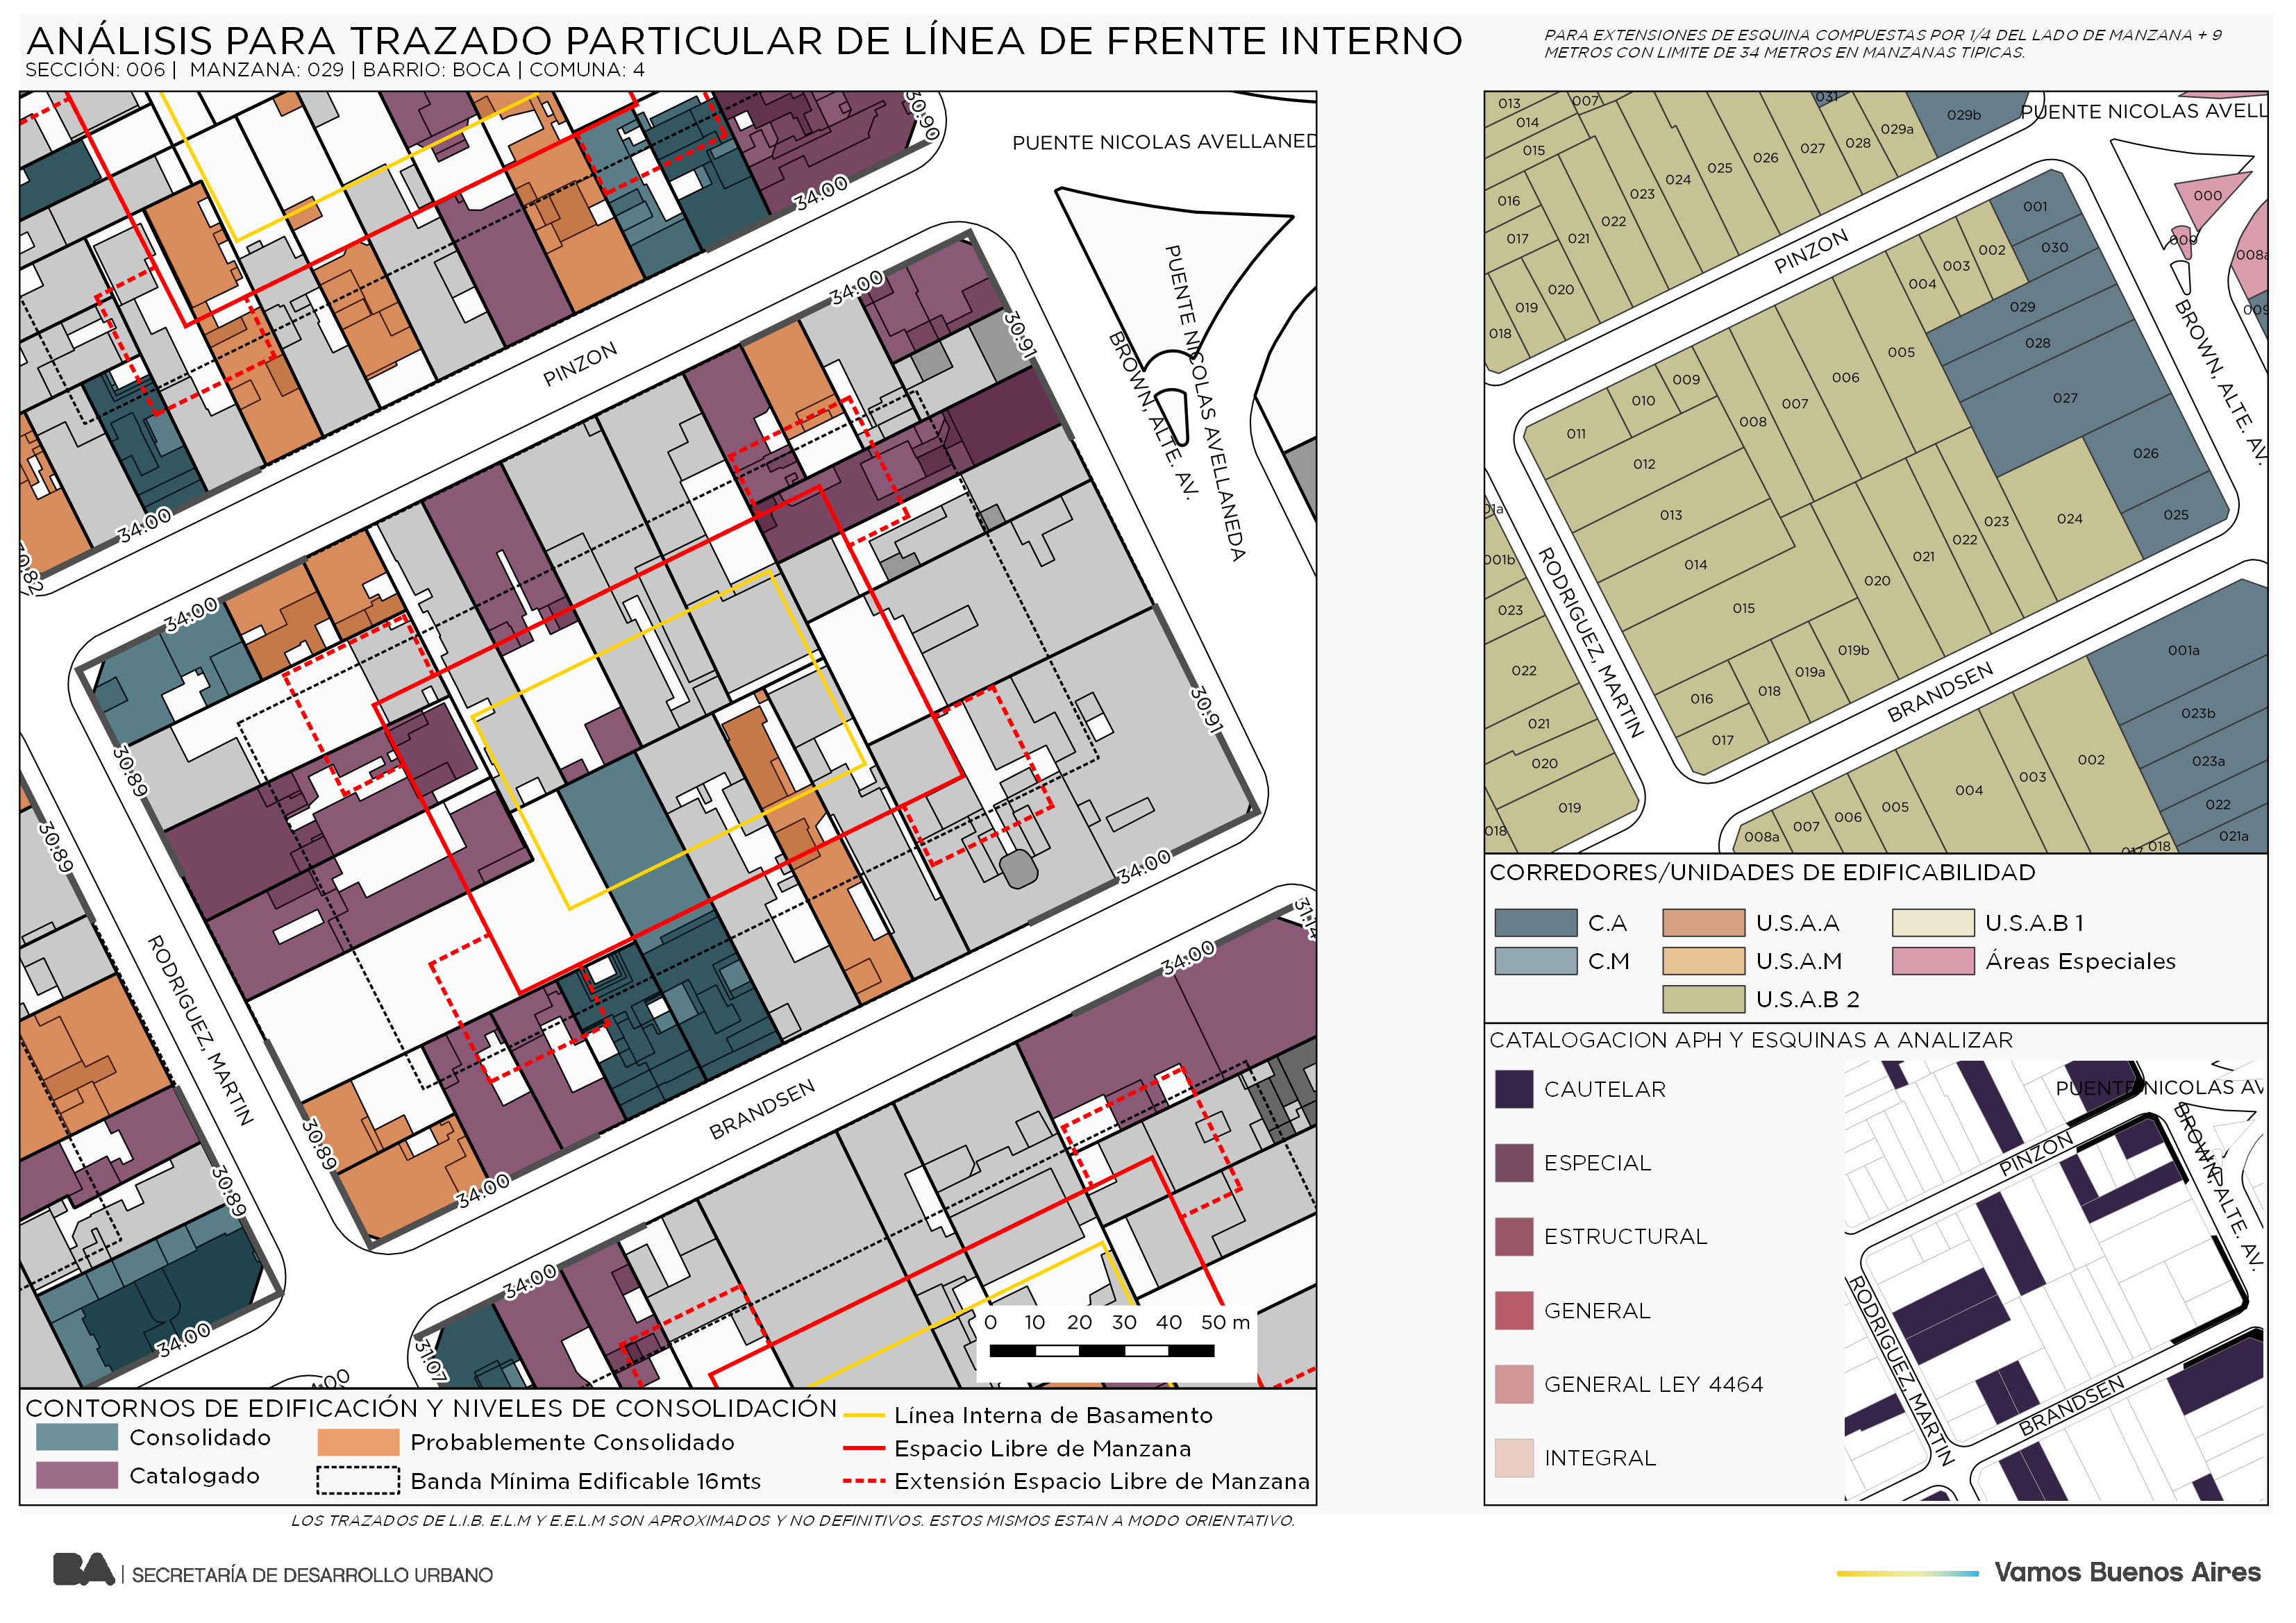 ANÁLISIS PARA TRAZADO PARTICULAR DE LÍNEA DE FRENTE INTERNO
SECCIÓN: 006 | MANZANA: 029 | BARRIO: BOCA | COMUNA: 4
PARA EXTENSIONES DE ESQUINA COMPUESTAS POR 1/4 DEL LADO DE MANZANA + 9
METROS CON LIMITE DE 34 METROS EN MANZANAS TIPICAS.
30.90
PUENTE NICOLAS AVELLANED
34.00
PINZON
34.00
30.91
PUENTE NICOLAS AVELLANEDA
BROWN, ALTE. AV.
34.00
30.82
34.00
30.89
30.91
30.89
34.00
31.14
34.00
RODRIGUEZ, MARTIN
BRANDSEN
30.89
30.89
34.00
34.00
34.00
31.07
0 10 20 30 40 50 m
CONTORNOS DE EDIFICACIÓN Y NIVELES DE CONSOLIDACIÓN
Consolidado
Catalogado
Probablemente Consolidado
Banda Mínima Edificable 16mts
Línea Interna de Basamento
Espacio Libre de Manzana
Extensión Espacio Libre de Manzana
LOS TRAZADOS DE L.I.B. E.L.M Y E.E.L.M SON APROXIMADOS Y NO DEFINITIVOS. ESTOS MISMOS ESTAN A MODO ORIENTATIVO.
013
007
031
029b
PUENTE NICOLAS AVELL
014
015
029a
028
027
026
025
024
023
022
021
016
017
020
019
018
PINZON
000
009
008a
009
001
030
002
003
004
029
028
027
026
025
005
006
007
008
009
010
011
012
013
014
015
016
017
018
019a
019b
020
021
022
023
024
BROWN, ALTE. AV.
RODRIGUEZ, MARTIN
BRANDSEN
01a
001b
023
022
021
020
019
018
001a
023b
023a
022
021a
002
003
004
005
006
007
008a
017
018
CORREDORES/UNIDADES DE EDIFICABILIDAD
C.A
C.M
U.S.A.A
U.S.A.M
U.S.A.B 2
U.S.A.B 1
Áreas Especiales
CATALOGACION APH Y ESQUINAS A ANALIZAR
CAUTELAR
ESPECIAL
ESTRUCTURAL
GENERAL
GENERAL LEY 4464
INTEGRAL
PUENTE NICOLAS AV
PINZON
BROWN, ALTE. AV.
RODRIGUEZ, MARTIN
BRANDSEN
BA | SECRETARÍA DE DESARROLLO URBANO
Vamos Buenos Aires